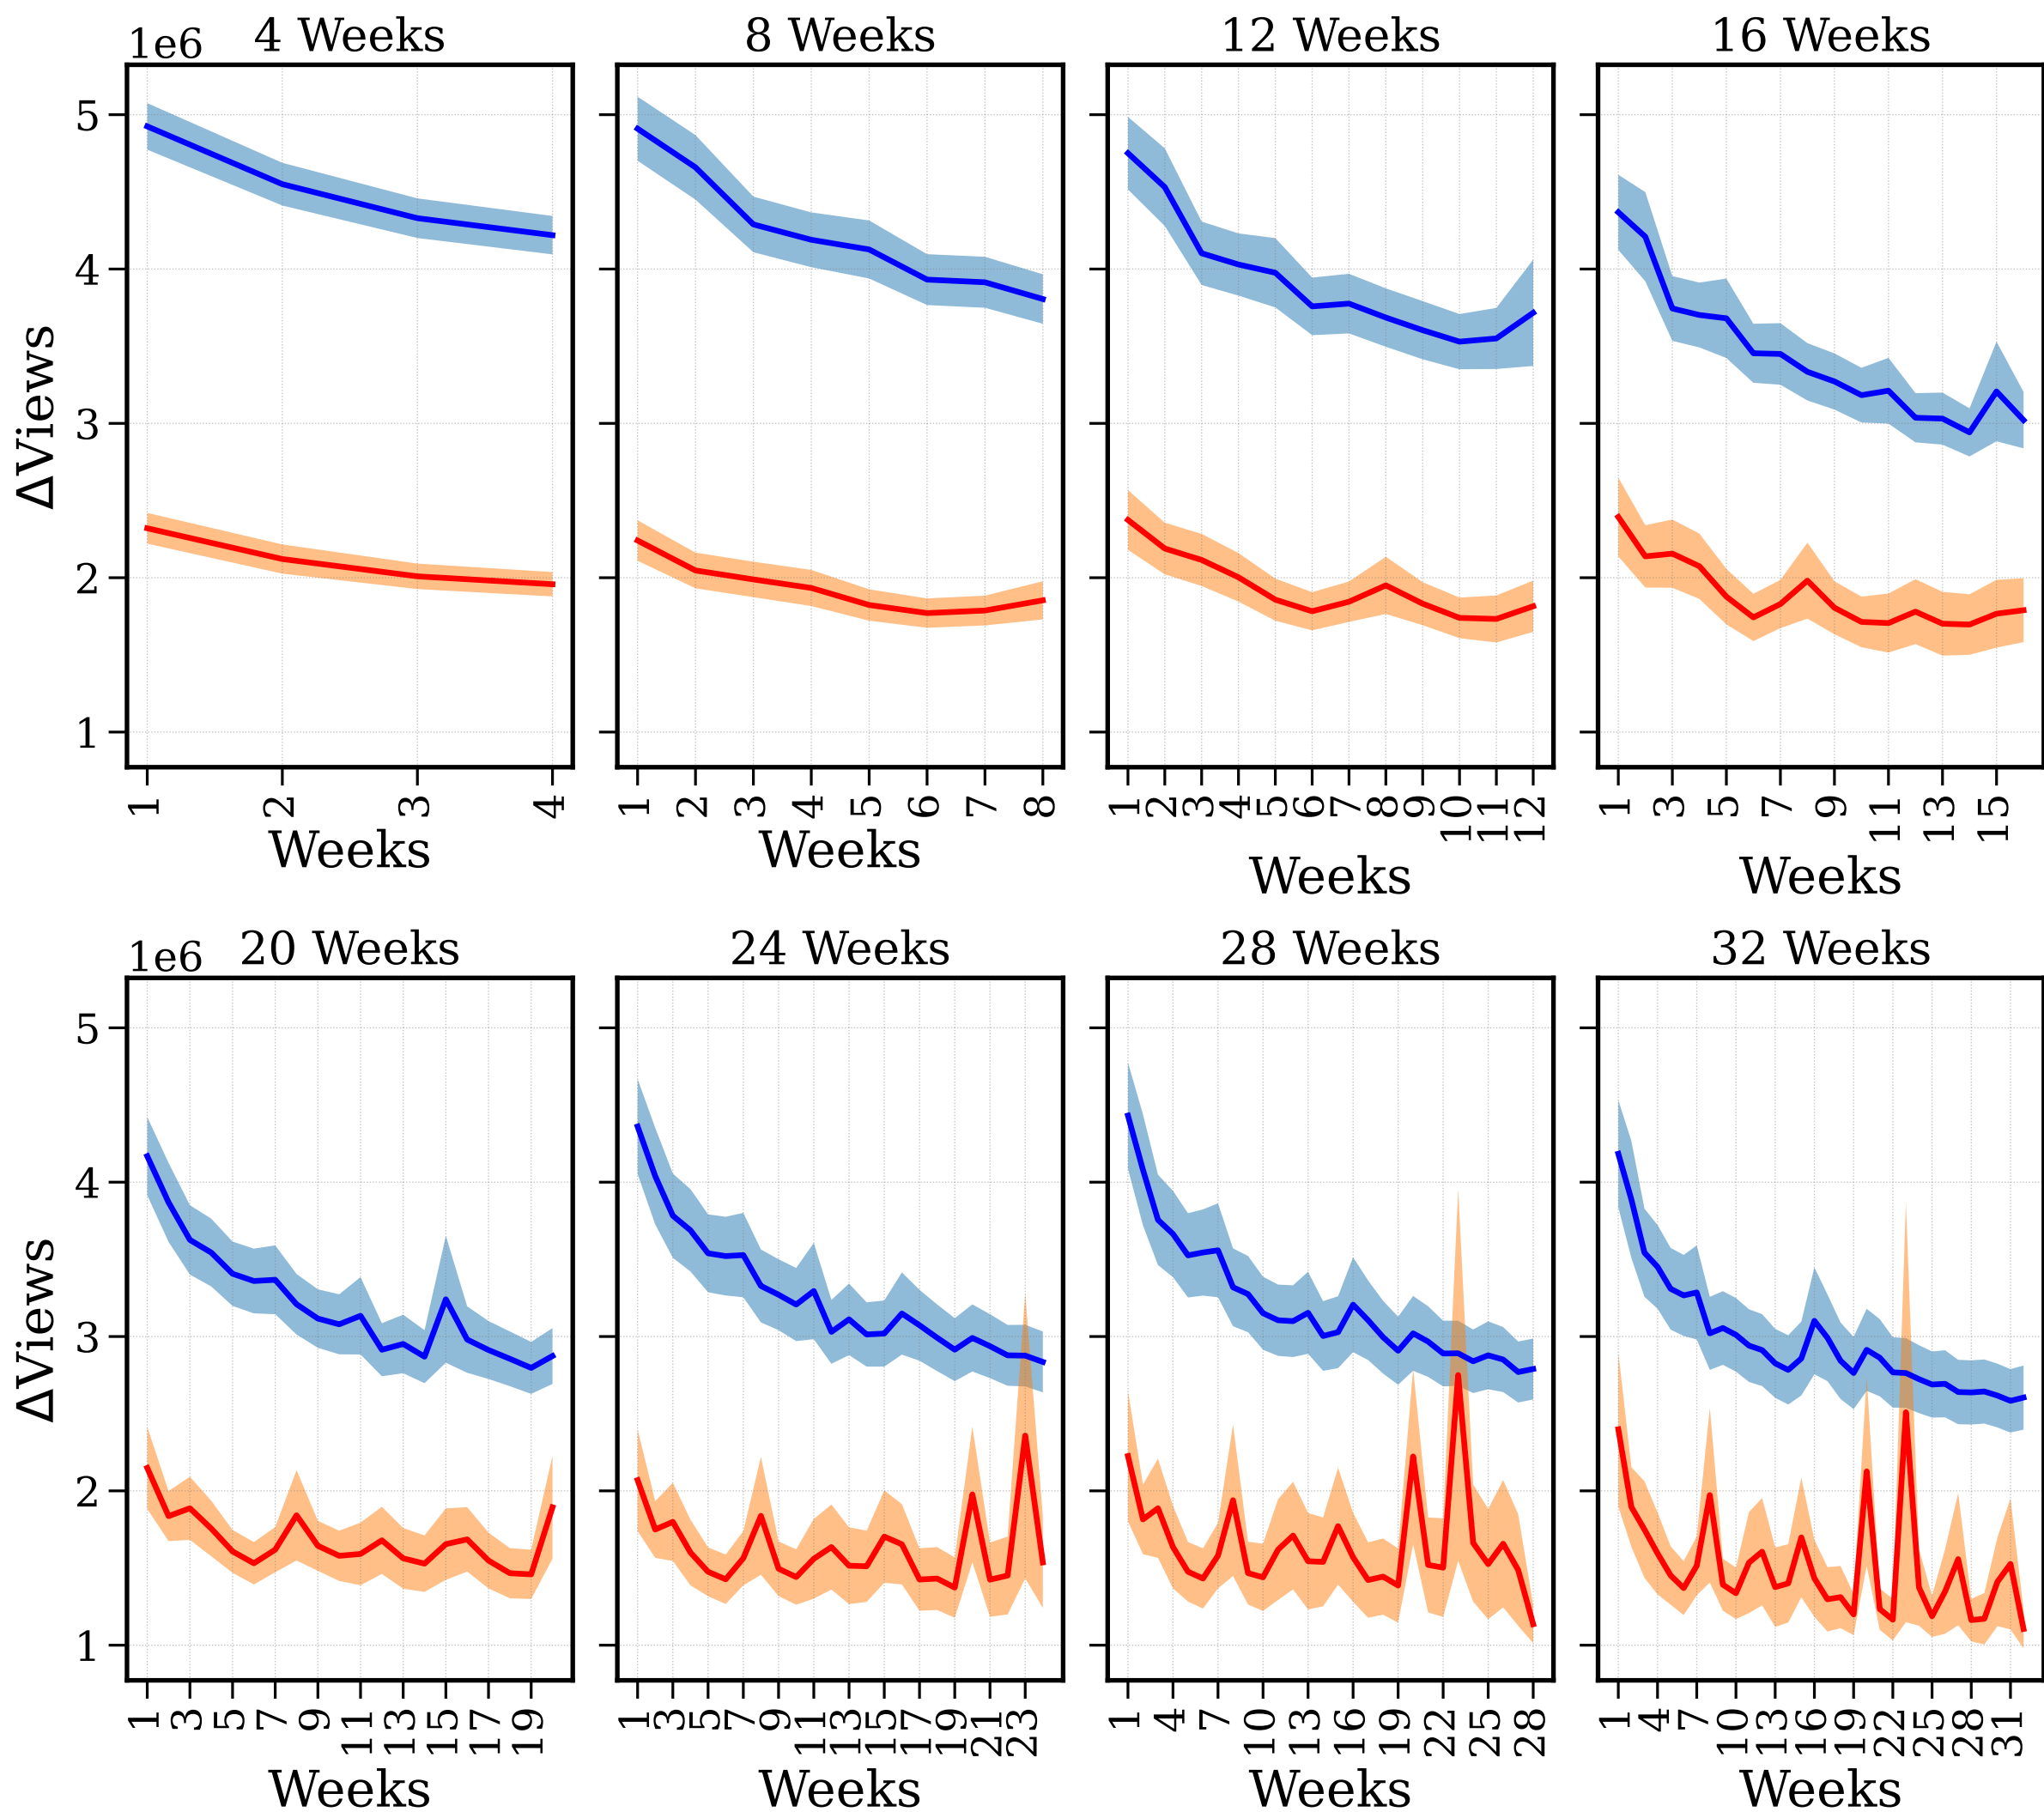 1e6
4 Weeks
8 Weeks
12 Weeks
16 Weeks
ΔViews
5
4
3
2
1
1 2 3 4
1 2 3 4 5 6 7 8
1 2 3 4 5 6 7 8 9 10 11 12
1 3 5 7 9 11 13 15
Weeks
Weeks
Weeks
Weeks
1e6
20 Weeks
24 Weeks
28 Weeks
32 Weeks
ΔViews
5
4
3
2
1
1 3 5 7 9 11 13 15 17 19
1 3 5 7 9 11 13 15 17 19 21 23
1 4 7 10 13 16 19 22 25 28
1 4 7 10 13 16 19 22 25 28 31
Weeks
Weeks
Weeks
Weeks